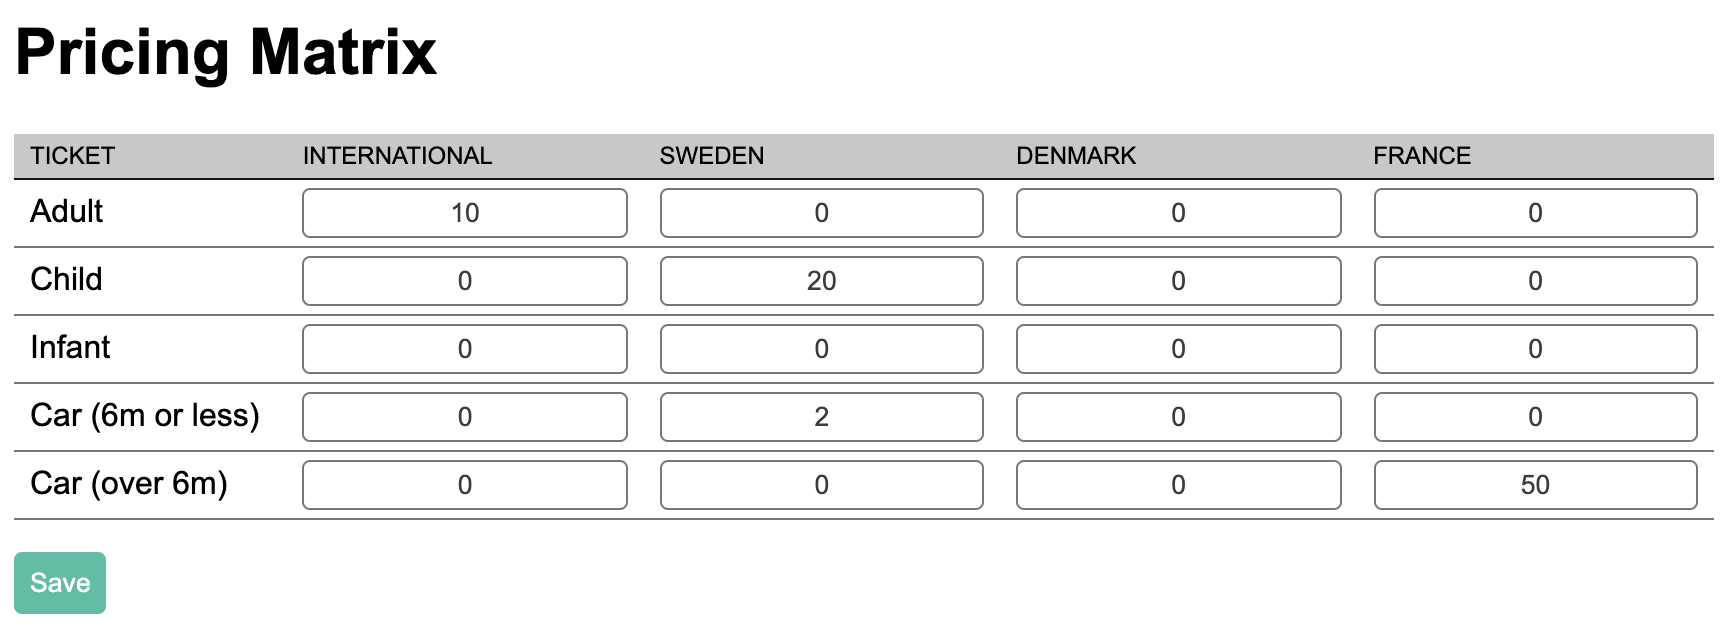 Pricing Matrix
TICKET INTERNATIONAL SWEDEN DENMARK FRANCE
Adult 10 0 0 0
Child 0 20 0 0
Infant 0 0 0 0
Car (6m or less) 0 2 0 0
Car (over 6m) 0 0 0 50
Save